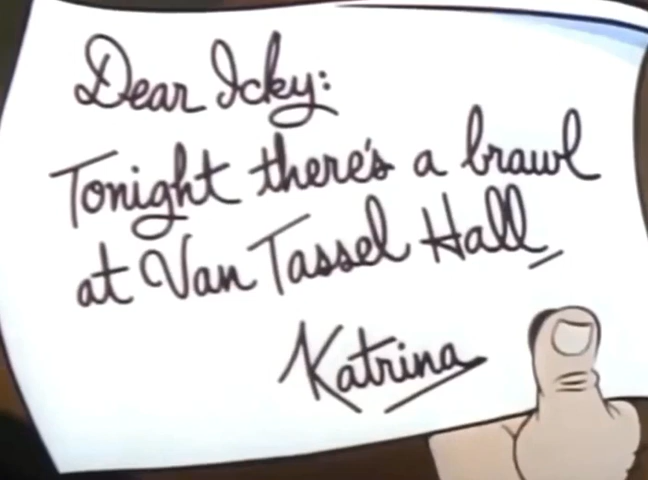 Dear Icky:
Tonight there's a brawl
at Van Tassel Hall
Katrina